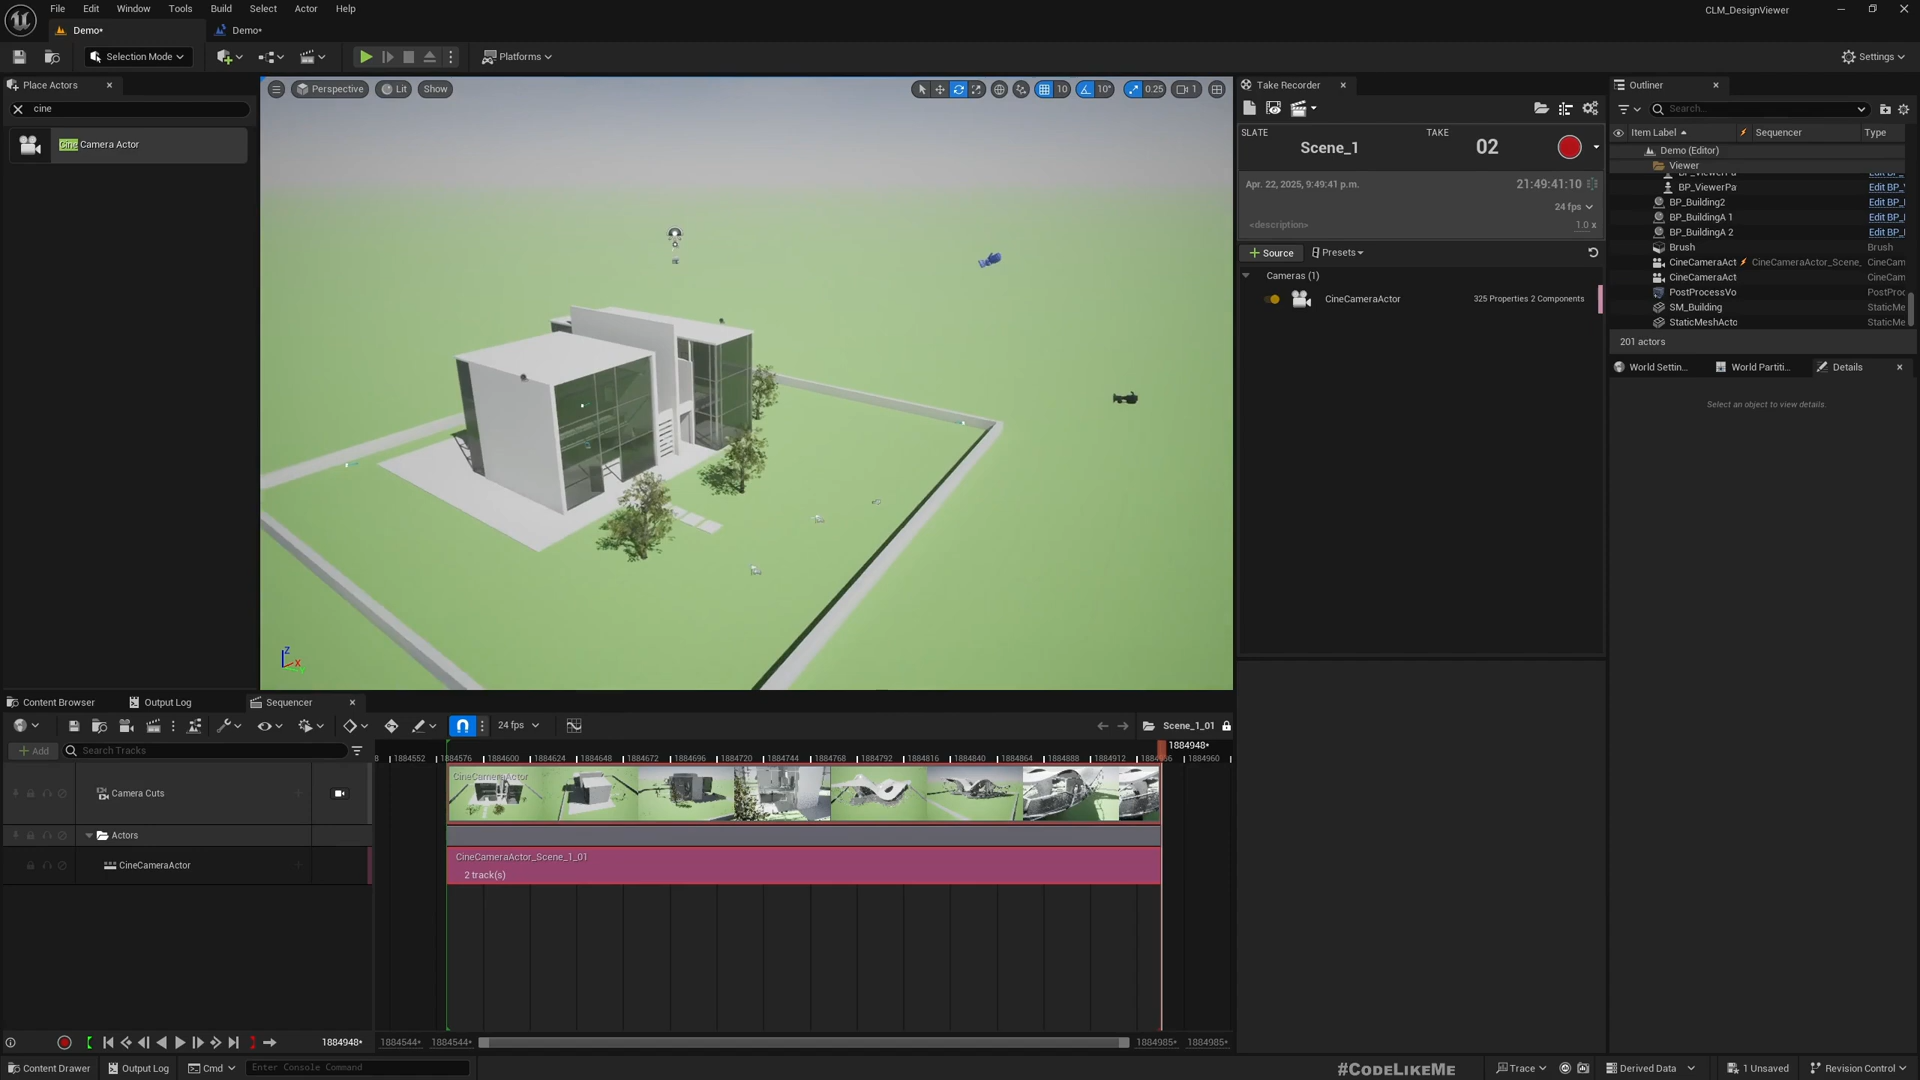 File Edit Window Tools Build Select Actor Help
CLM_DesignViewer
Demo*
Demo*
Selection Mode
Platforms
Settings
Place Actors
cine
Cine Camera Actor
Perspective
Lit
Show
10
10°
0.25
1
Z
X
Take Recorder
SLATE
TAKE
Scene_1
02
Apr. 22, 2025, 9:49:41 p.m.
21:49:41:10
24 fps
<description>
1.0 x
+ Source
Presets
Cameras (1)
CineCameraActor
325 Properties 2 Components
Outliner
Search...
Item Label
Sequencer
Type
Demo (Editor)
Viewer
BP_ViewerPa
BP_ViewerPa Edit BP_
BP_Building2 Edit BP_
BP_BuildingA 1 Edit BP_
BP_BuildingA 2 Edit BP_
Brush Brush
CineCameraAct CineCameraActor_Scene_ CineCam
CineCameraAct CineCam
PostProcessVo PostProc
SM_Building StaticMe
StaticMeshActo StaticMe
201 actors
World Settin...
World Partiti...
Details
Select an object to view details.
Content Browser
Output Log
Sequencer
24 fps
Scene_1_01
+ Add
Search Tracks
1884948*
1884552 1884576 1884600 1884624 1884648 1884672 1884696 1884720 1884744 1884768 1884792 1884816 1884840 1884864 1884888 1884912 1884960
CineCameraActor
Camera Cuts
Actors
CineCameraActor
CineCameraActor_Scene_1_01
2 track(s)
1884948*
1884544*
1884544*
1884985*
1884985*
Content Drawer
Output Log
Cmd
Enter Console Command
#CODELIKEME
Trace
Derived Data
1 Unsaved
Revision Control